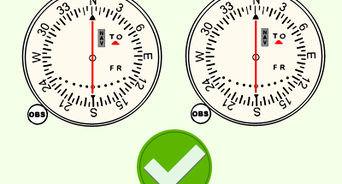 33 N 3
30 NAV TO 6
W E
FR
24 12
21 S 15
OBS
33 N 3
30 NAV TO 6
W E
FR
24 12
21 S 15
OBS